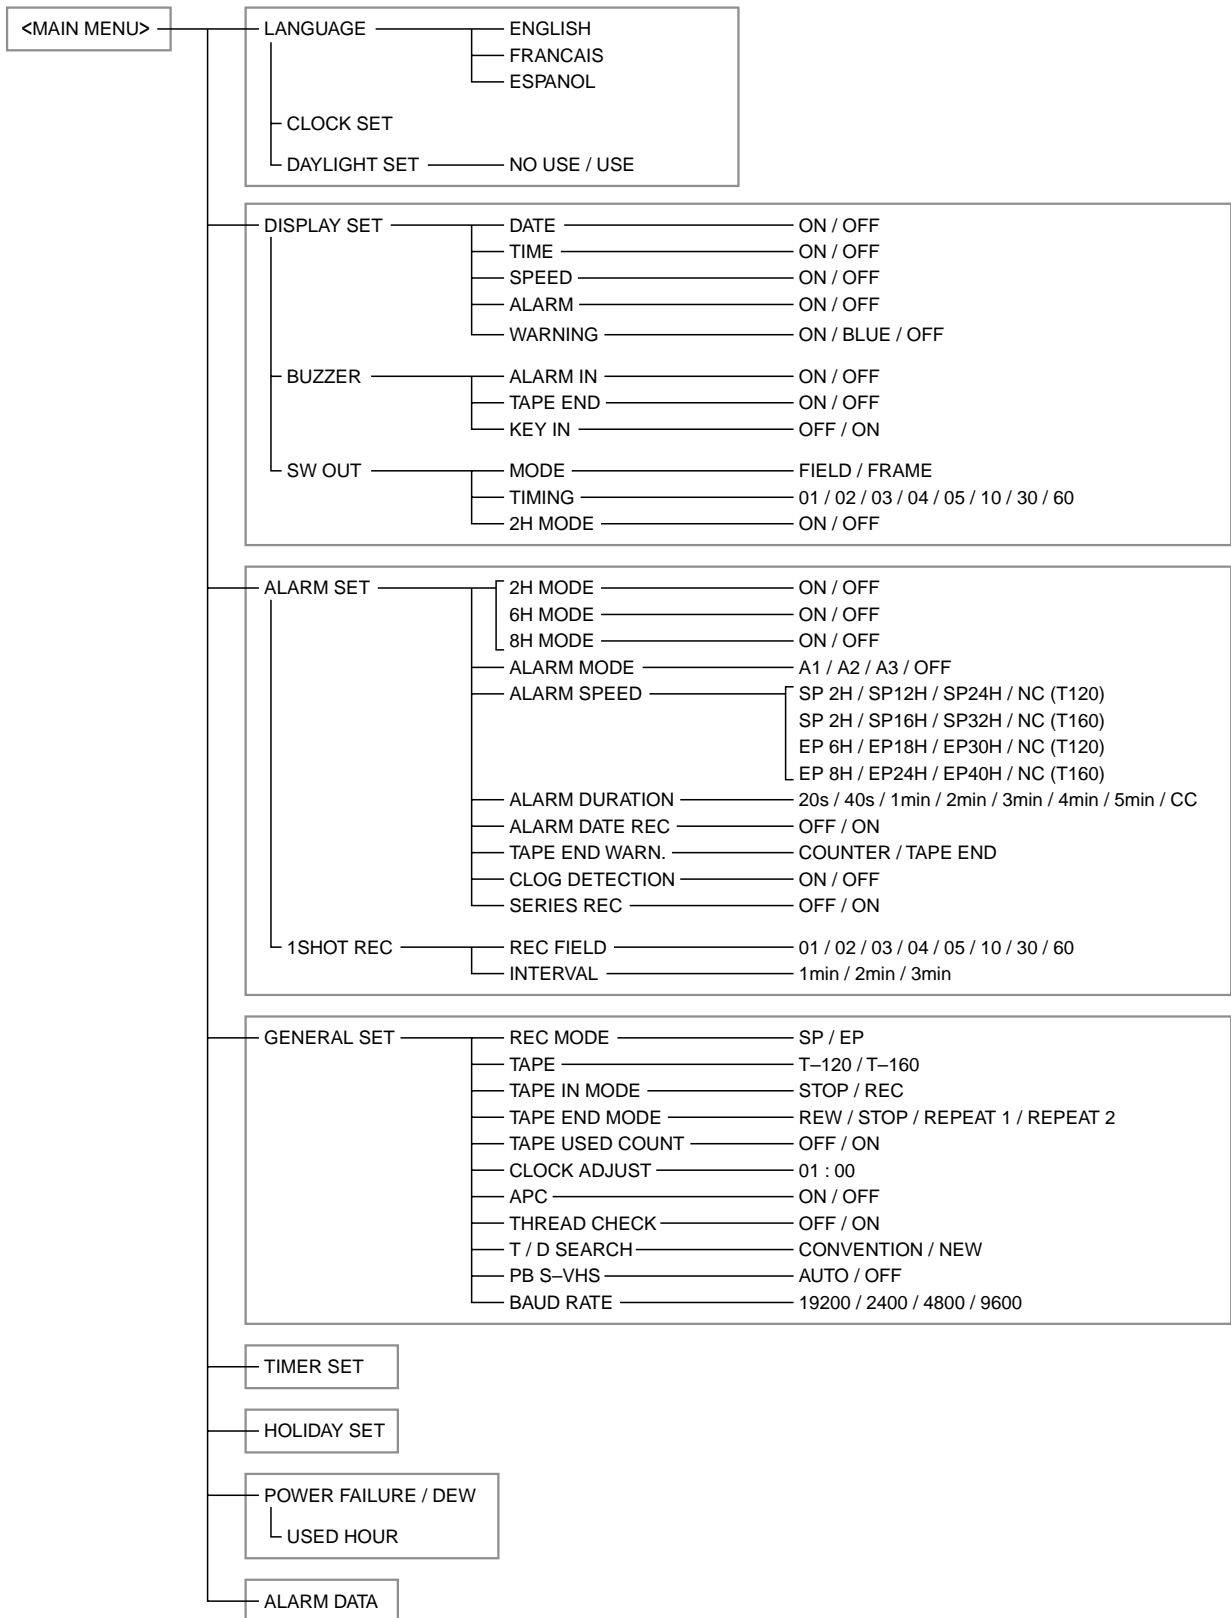 <MAIN MENU> LANGUAGE ENGLISH
FRANCAIS
ESPANOL
CLOCK SET
DAYLIGHT SET NO USE / USE
DISPLAY SET DATE ON / OFF
TIME ON / OFF
SPEED ON / OFF
ALARM ON / OFF
WARNING ON / BLUE / OFF
BUZZER ALARM IN ON / OFF
TAPE END ON / OFF
KEY IN OFF / ON
SW OUT MODE FIELD / FRAME
TIMING 01 / 02 / 03 / 04 / 05 / 10 / 30 / 60
2H MODE ON / OFF
ALARM SET 2H MODE ON / OFF
6H MODE ON / OFF
8H MODE ON / OFF
ALARM MODE A1 / A2 / A3 / OFF
ALARM SPEED SP 2H / SP12H / SP24H / NC (T120)
SP 2H / SP16H / SP32H / NC (T160)
EP 6H / EP18H / EP30H / NC (T120)
EP 8H / EP24H / EP40H / NC (T160)
ALARM DURATION 20s / 40s / 1min / 2min / 3min / 4min / 5min / CC
ALARM DATE REC OFF / ON
TAPE END WARN. COUNTER / TAPE END
CLOG DETECTION ON / OFF
SERIES REC OFF / ON
1SHOT REC REC FIELD 01 / 02 / 03 / 04 / 05 / 10 / 30 / 60
INTERVAL 1min / 2min / 3min
GENERAL SET REC MODE SP / EP
TAPE T–120 / T–160
TAPE IN MODE STOP / REC
TAPE END MODE REW / STOP / REPEAT 1 / REPEAT 2
TAPE USED COUNT OFF / ON
CLOCK ADJUST 01 : 00
APC ON / OFF
THREAD CHECK OFF / ON
T / D SEARCH CONVENTION / NEW
PB S–VHS AUTO / OFF
BAUD RATE 19200 / 2400 / 4800 / 9600
TIMER SET
HOLIDAY SET
POWER FAILURE / DEW
USED HOUR
ALARM DATA